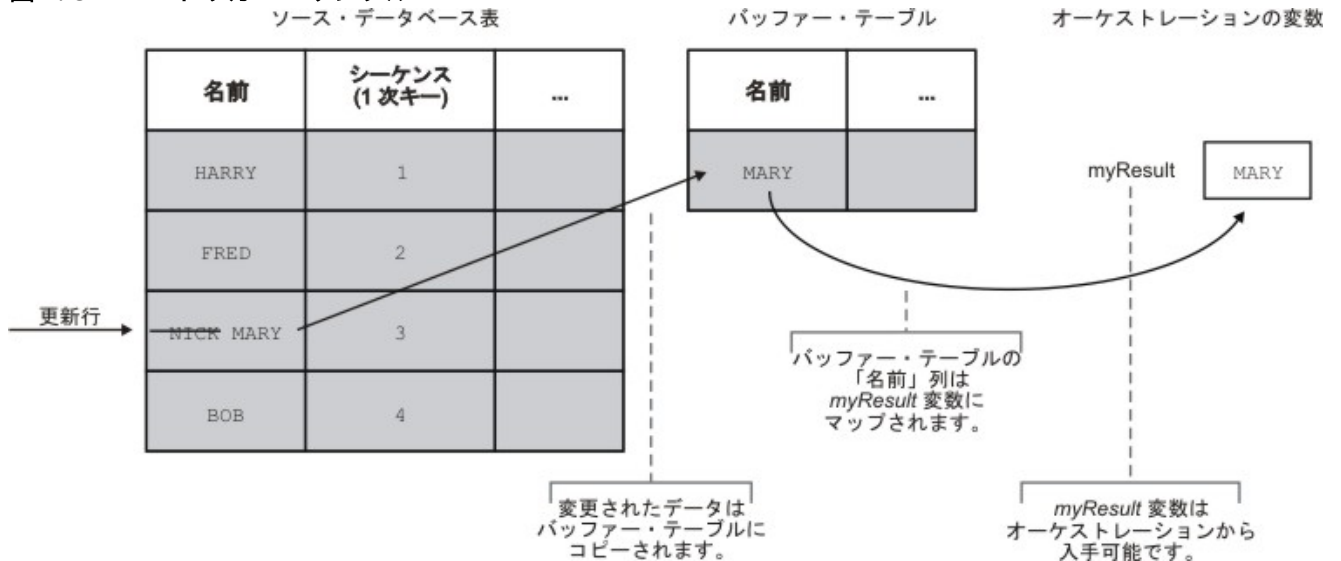 ソース・データベース表
バッファー・テーブル
オーケストレーションの変数
名前
シーケンス
(1 次キー)
...
名前
...
HARRY
1
MARY
myResult
MARY
FRED
2
更新行
NICK MARY
3
バッファー・テーブルの
「名前」列は
myResult 変数に
マップされます。
BOB
4
変更されたデータは
バッファー・テーブルに
コピーされます。
myResult 変数は
オーケストレーションから
入手可能です。